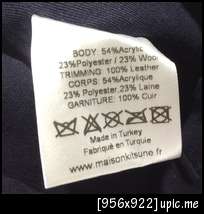 BODY: 54%Acrylic
23%Polyester / 23% Wool
TRIMMING: 100% Leather
CORPS: 54%Acrylique
23%Polyester, 23%Laine
GARNITURE: 100% Cuir
Made in Turkey
Fabriqué en Turquie
www.maisonkitsune.fr
[956x922]upic.me